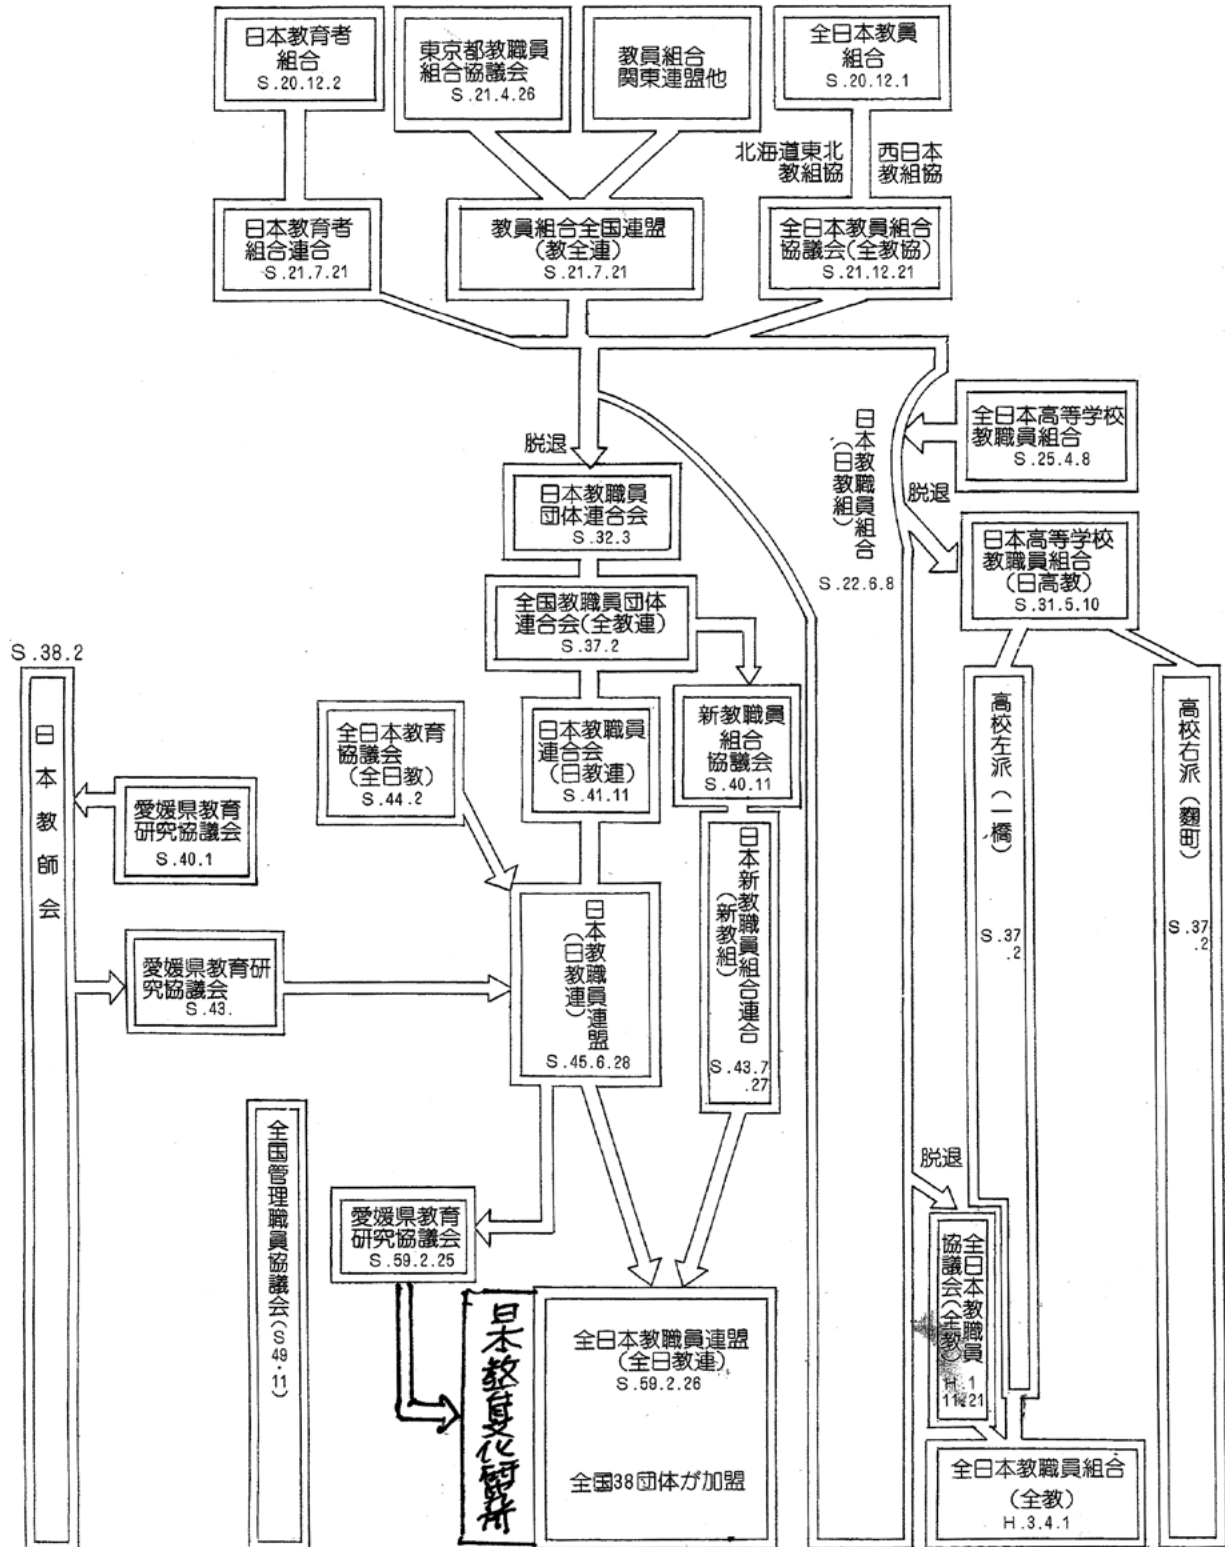 日本教育者
組合
S.20.12.2
東京都教職員
組合協議会
S.21.4.26
教員組合
関東連盟他
全日本教員
組合
S.20.12.1
北海道東北
教組協
西日本
教組協
日本教育者
組合連合
S.21.7.21
教員組合全国連盟
(教全連)
S.21.7.21
全日本教員組合
協議会(全教協)
S.21.12.21
脱退
日本教職員
団体連合会
S.32.3
日本教職員組合
(日教組)
S.22.6.8
全日本高等学校
教職員組合
S.25.4.8
脱退
日本高等学校
教職員組合
(日高教)
S.31.5.10
全国教職員団体
連合会(全教連)
S.37.2
S.38.2
日本教師会
愛媛県教育
研究協議会
S.40.1
全日本教育
協議会
(全日教)
S.44.2
日本教職員
連合会
(日教連)
S.41.11
新教職員
組合
協議会
S.40.11
高校左派(一橋)
S.37
.2
高校右派(麴町)
S.37
.2
愛媛県教育研
究協議会
S.43.
日本教職員連盟
(日教連)
S.45.6.28
日本新教職員組合連合
(新教組)
S.43.7
.27
全国管理職員協議会(S49.11)
愛媛県教育
研究協議会
S.59.2.25
日本教育文化研究所
全日本教職員連盟
(全日教連)
S.59.2.26
全国38団体が加盟
脱退
全日本教職員
協議会(全教)
H.1
11.21
全日本教職員組合
(全教)
H.3.4.1